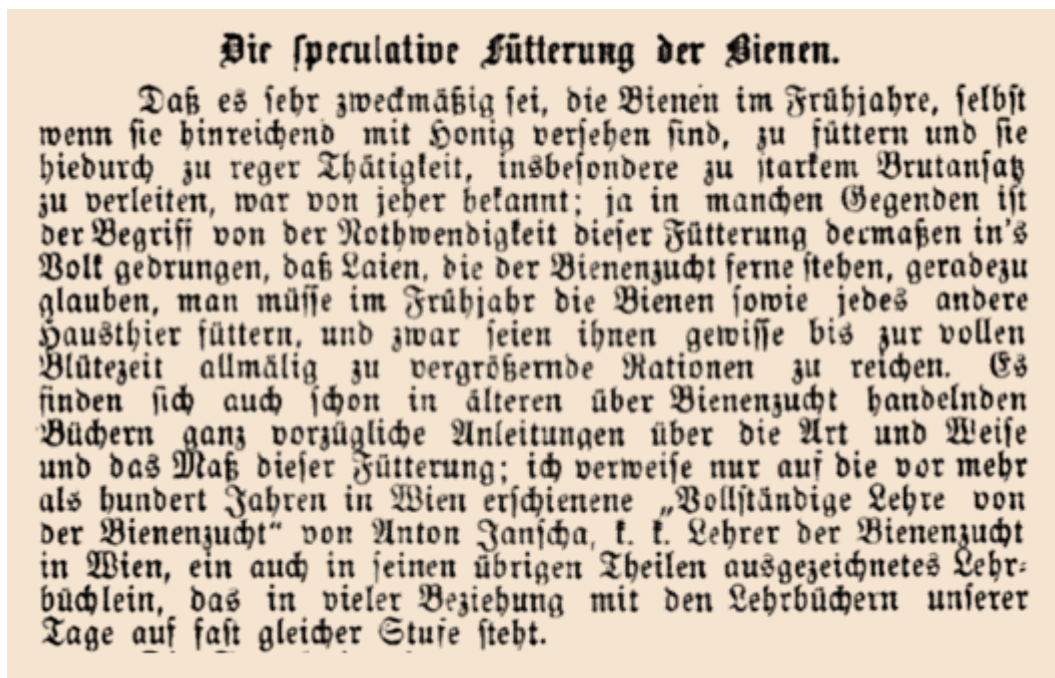 Die speculative Fütterung der Bienen.
Daß es sehr zweckmäßig sei, die Bienen im Frühjahre, selbst
wenn sie hinreichend mit Honig versehen sind, zu füttern und sie
hiedurch zu reger Thätigkeit, insbesondere zu starkem Brutansatz
zu verleiten, war von jeher bekannt; ja in manchen Gegenden ist
der Begriff von der Nothwendigkeit dieser Fütterung dermaßen in's
Volk gedrungen, daß Laien, die der Bienenzucht ferne stehen, geradezu
glauben, man müsse im Frühjahr die Bienen sowie jedes andere
Hausthier füttern, und zwar seien ihnen gewisse bis zur vollen
Blütezeit allmälig zu vergrößernde Rationen zu reichen. Es
finden sich auch schon in älteren über Bienenzucht handelnden
Büchern ganz vorzügliche Anleitungen über die Art und Weise
und das Maß dieser Fütterung; ich verweise nur auf die vor mehr
als hundert Jahren in Wien erschienene „Vollständige Lehre von
der Bienenzucht“ von Anton Janscha, k. k. Lehrer der Bienenzucht
in Wien, ein auch in seinen übrigen Theilen ausgezeichnetes Lehr-
büchlein, das in vieler Beziehung mit den Lehrbüchern unserer
Tage auf fast gleicher Stufe steht.